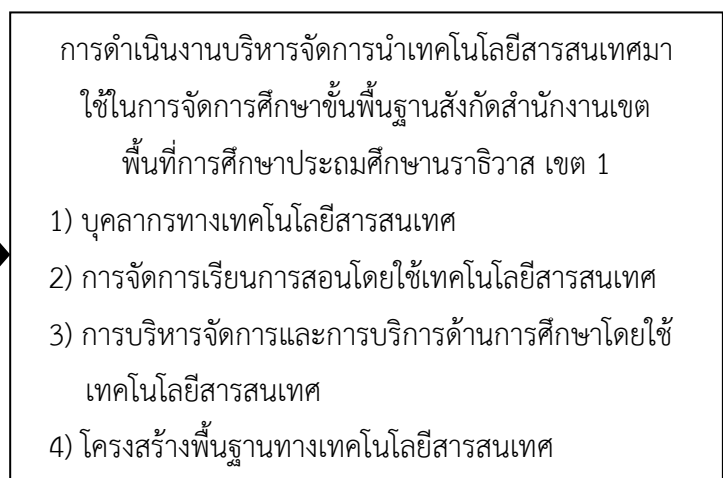 การดำเนินงานบริหารจัดการนำเทคโนโลยีสารสนเทศมา
ใช้ในการจัดการศึกษาขั้นพื้นฐานสังกัดสำนักงานเขต
พื้นที่การศึกษาประถมศึกษานราธิวาส เขต 1
1) บุคลากรทางเทคโนโลยีสารสนเทศ
2) การจัดการเรียนการสอนโดยใช้เทคโนโลยีสารสนเทศ
3) การบริหารจัดการและการบริการด้านการศึกษาโดยใช้
เทคโนโลยีสารสนเทศ
4) โครงสร้างพื้นฐานทางเทคโนโลยีสารสนเทศ